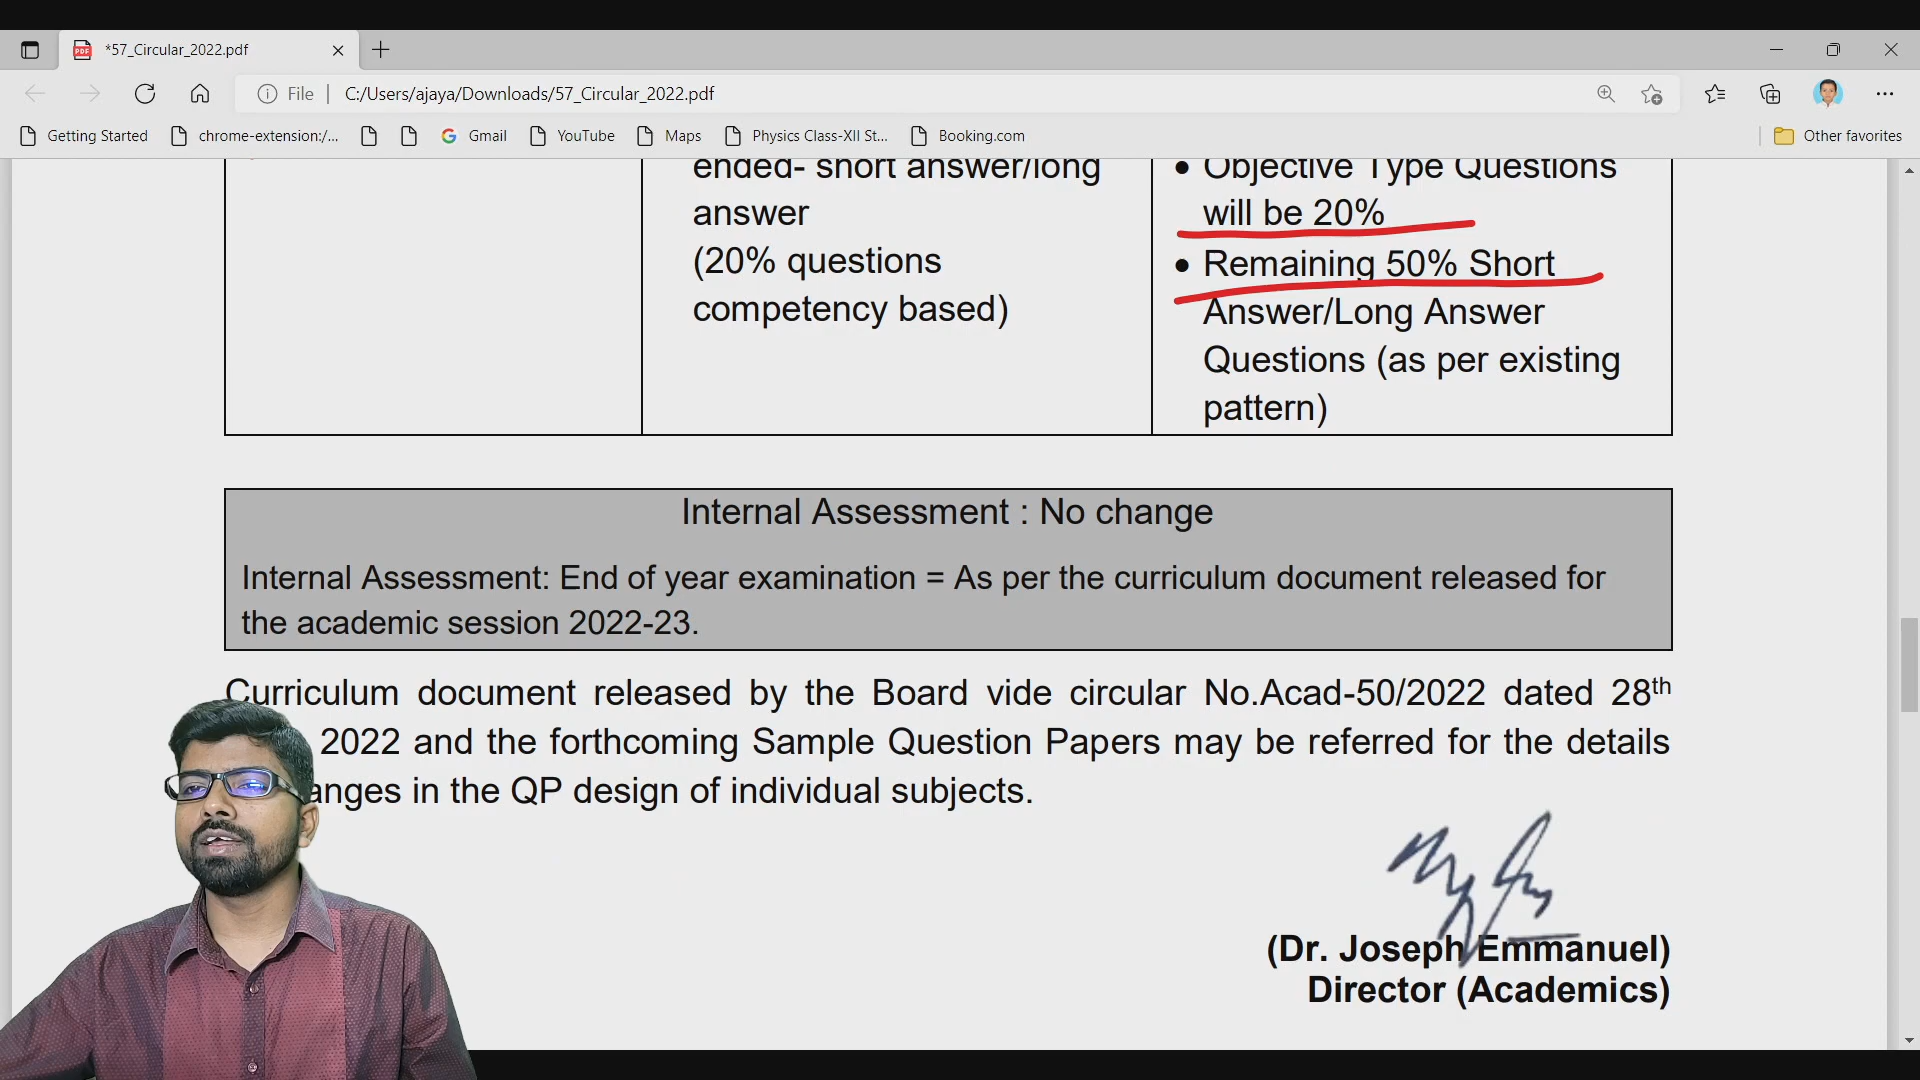 *57_Circular_2022.pdf
File
C:/Users/ajaya/Downloads/57_Circular_2022.pdf
Getting Started
chrome-extension:/...
Gmail
YouTube
Maps
Physics Class-XII St...
Booking.com
Other favorites
ended- short answer/long
answer
(20% questions
competency based)
• Objective Type Questions
will be 20%
• Remaining 50% Short
Answer/Long Answer
Questions (as per existing
pattern)
Internal Assessment : No change
Internal Assessment: End of year examination = As per the curriculum document released for
the academic session 2022-23.
Curriculum document released by the Board vide circular No.Acad-50/2022 dated 28th
2022 and the forthcoming Sample Question Papers may be referred for the details
anges in the QP design of individual subjects.
(Dr. Joseph Emmanuel)
Director (Academics)